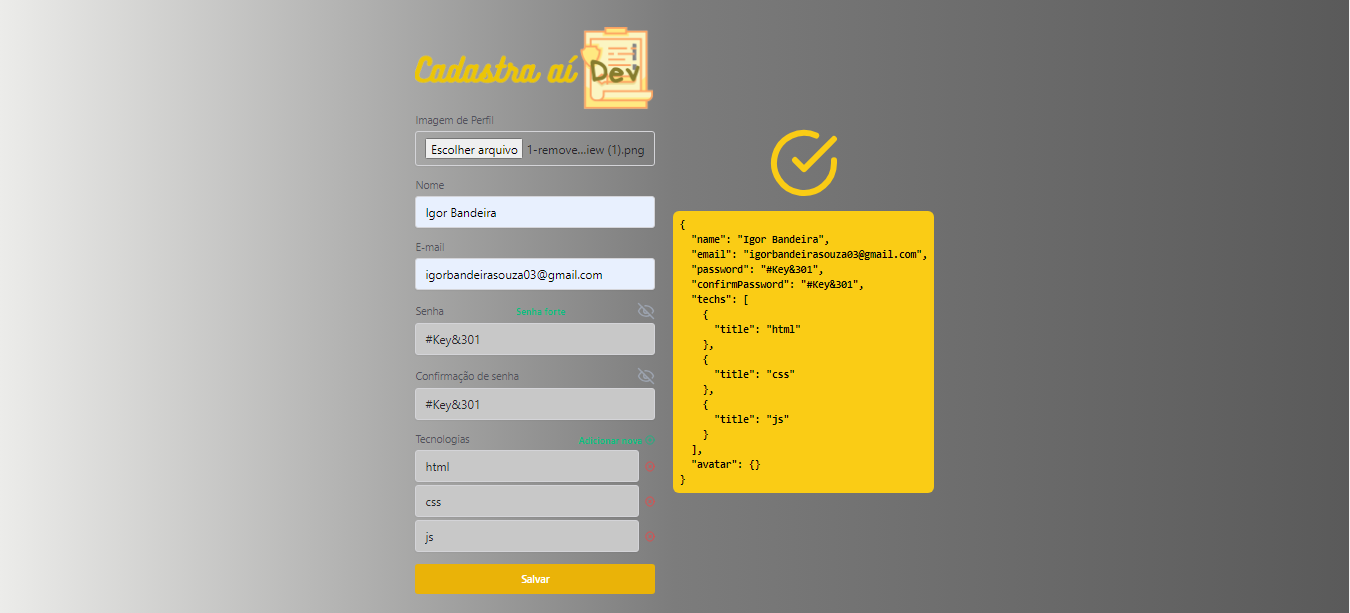 Cadastra aí Dev
Imagem de Perfil
Escolher arquivo 1-remove...iew (1).png
Nome
Igor Bandeira
E-mail
igorbandeirasouza03@gmail.com
Senha Senha forte
#Key&301
Confirmação de senha
#Key&301
Tecnologias
html
css
js
Salvar
{
"name": "Igor Bandeira",
"email": "igorbandeirasouza03@gmail.com",
"password": "#Key&301",
"confirmPassword": "#Key&301",
"techs": [
{
"title": "html"
},
{
"title": "css"
},
{
"title": "js"
}
],
"avatar": {}
}